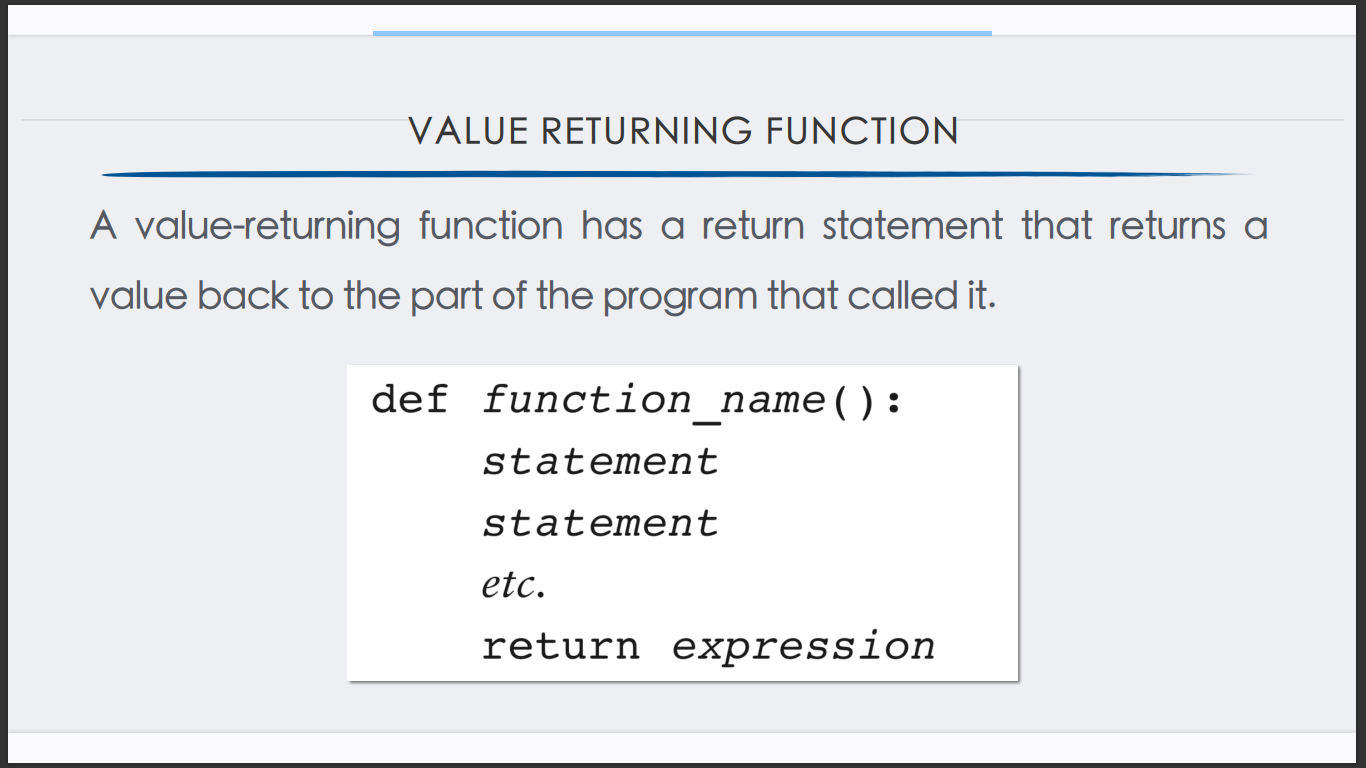 VALUE RETURNING FUNCTION
A value-returning function has a return statement that returns a
value back to the part of the program that called it.
def function_name():
statement
statement
etc.
return expression